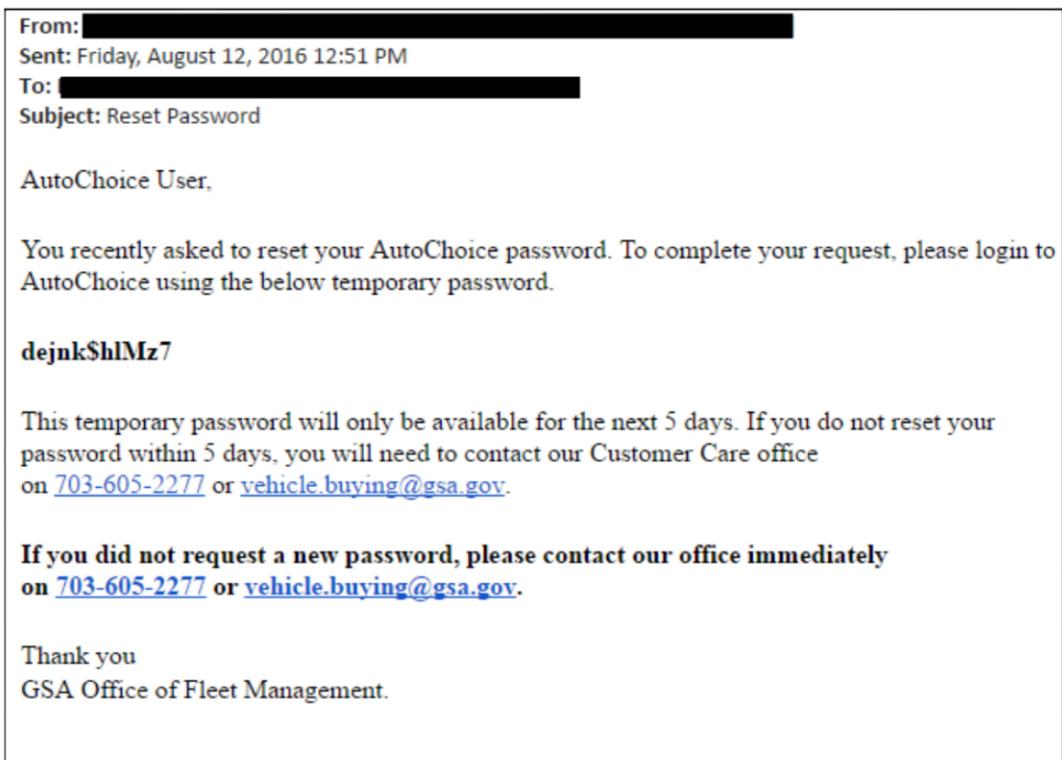 From:
Sent: Friday, August 12, 2016 12:51 PM
To:
Subject: Reset Password
AutoChoice User,
You recently asked to reset your AutoChoice password. To complete your request, please login to
AutoChoice using the below temporary password.
dejnk$hlMz7
This temporary password will only be available for the next 5 days. If you do not reset your
password within 5 days, you will need to contact our Customer Care office
on 703-605-2277 or vehicle.buying@gsa.gov.
If you did not request a new password, please contact our office immediately
on 703-605-2277 or vehicle.buying@gsa.gov.
Thank you
GSA Office of Fleet Management.